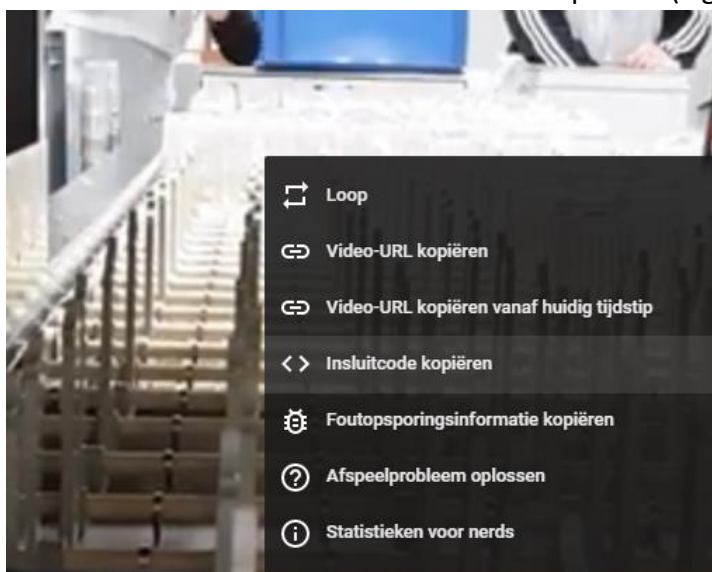 Loop
Video-URL kopiëren
Video-URL kopiëren vanaf huidig tijdstip
Insluitcode kopiëren
Foutopsporingsinformatie kopiëren
Afspeelprobleem oplossen
Statistieken voor nerds